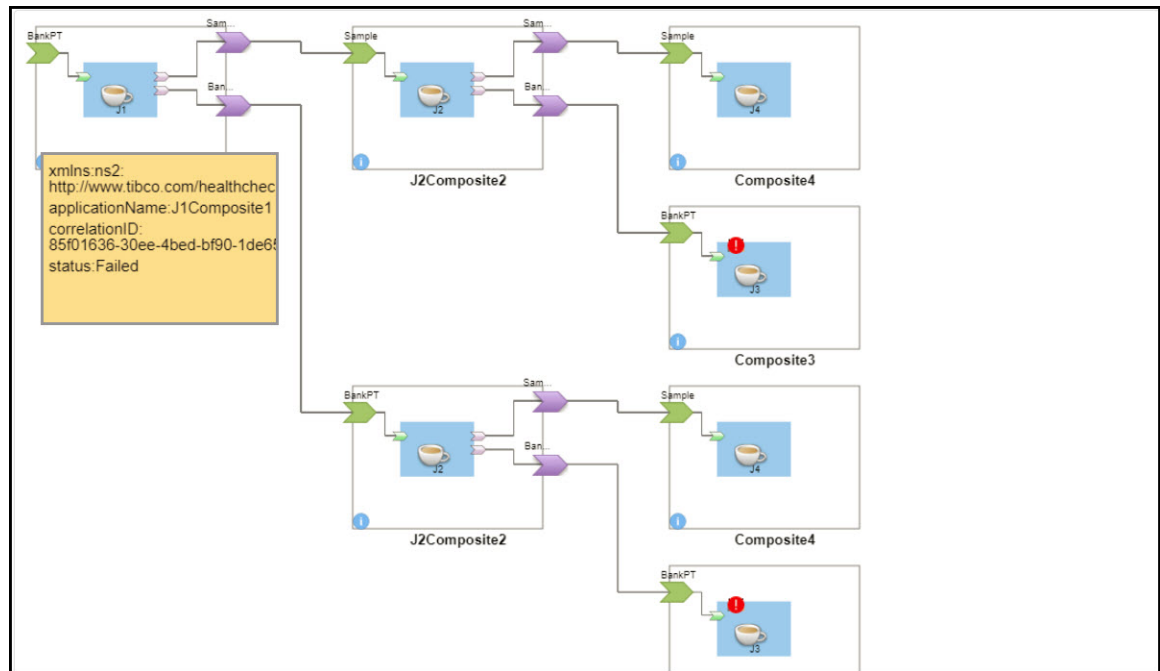 Sam...
Sam...
BankPT
Sample
Sample
J1
Ban...
J2
Ban...
J4
xmlns:ns2:
http://www.tibco.com/healthchec
applicationName:J1Composite1
correlationID:
85f01636-30ee-4bed-bf90-1de65
status:Failed
J2Composite2
Composite4
BankPT
J3
Composite3
Sam...
BankPT
Sample
Ban...
J2
J4
J2Composite2
Composite4
BankPT
J3